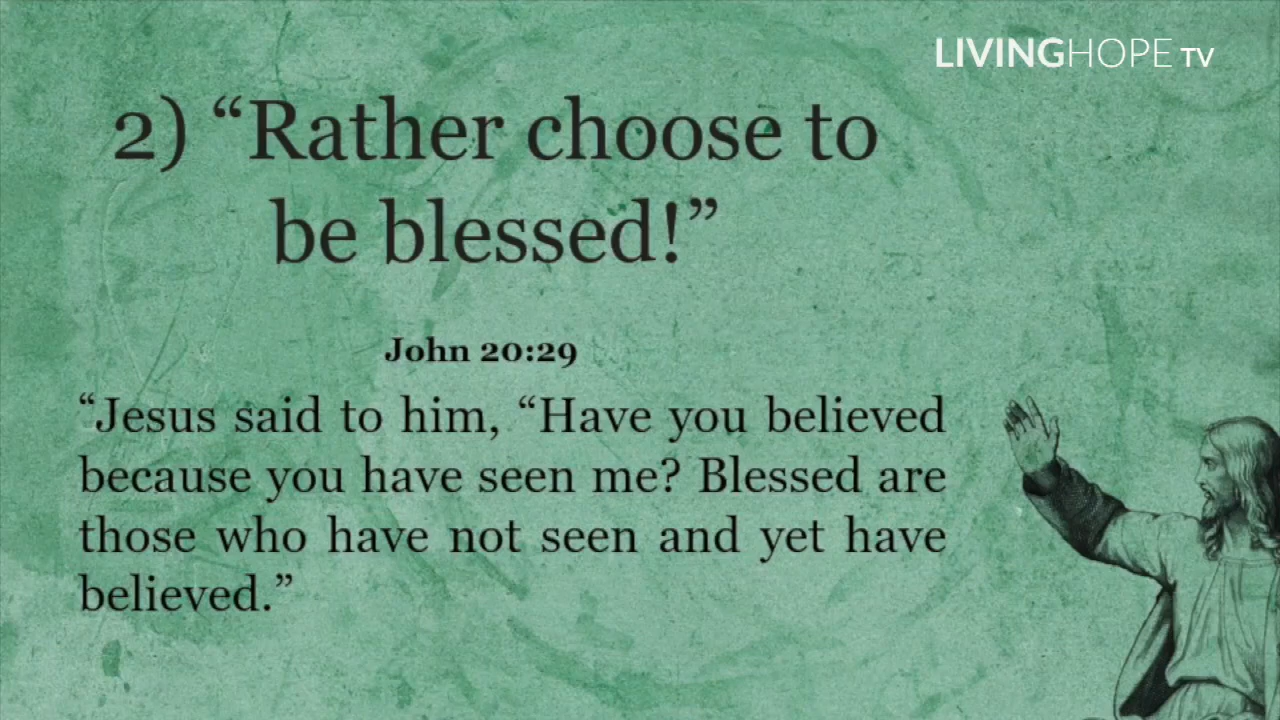 LIVINGHOPE TV
2) “Rather choose to
be blessed!”
John 20:29
“Jesus said to him, “Have you believed
because you have seen me? Blessed are
those who have not seen and yet have
believed.”